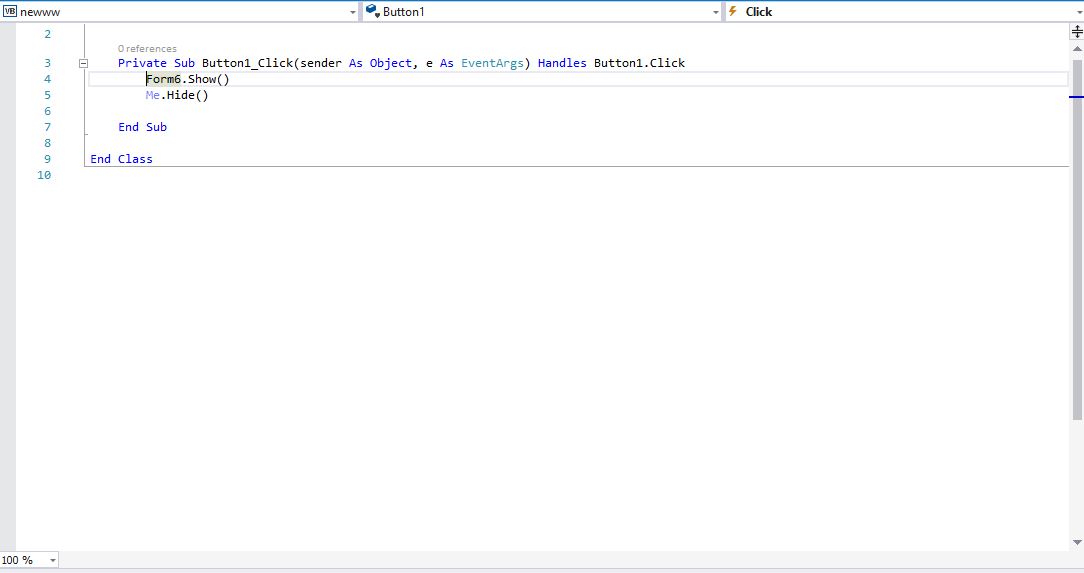 VB newww Button1 Click
2
0 references
3 Private Sub Button1_Click(sender As Object, e As EventArgs) Handles Button1.Click
4 Form6.Show()
5 Me.Hide()
6
7 End Sub
8
9 End Class
10
100 %